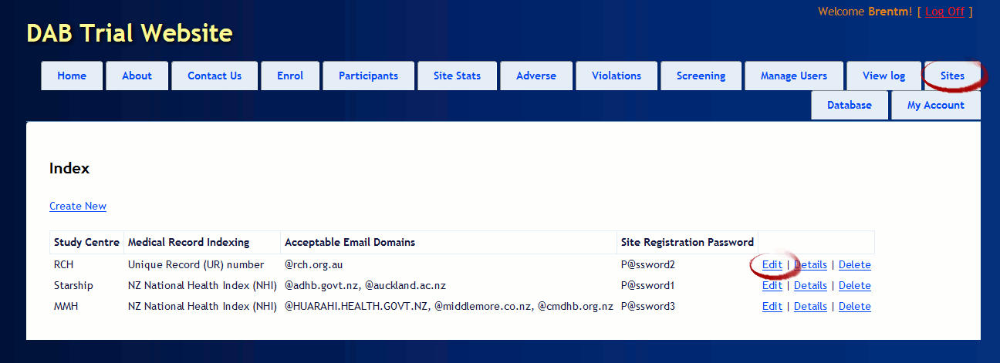 Welcome Brentm! [ Log Off ]
DAB Trial Website
Home About Contact Us Enrol Participants Site Stats Adverse Violations Screening Manage Users View log Sites
Database My Account
Index
Create New
Study Centre Medical Record Indexing Acceptable Email Domains Site Registration Password
RCH Unique Record (UR) number @rch.org.au P@ssword2 Edit | Details | Delete
Starship NZ National Health Index (NHI) @adhb.govt.nz, @auckland.ac.nz P@ssword1 Edit | Details | Delete
MMH NZ National Health Index (NHI) @HUARAHI.HEALTH.GOVT.NZ, @middlemore.co.nz, @cmdhb.org.nz P@ssword3 Edit | Details | Delete